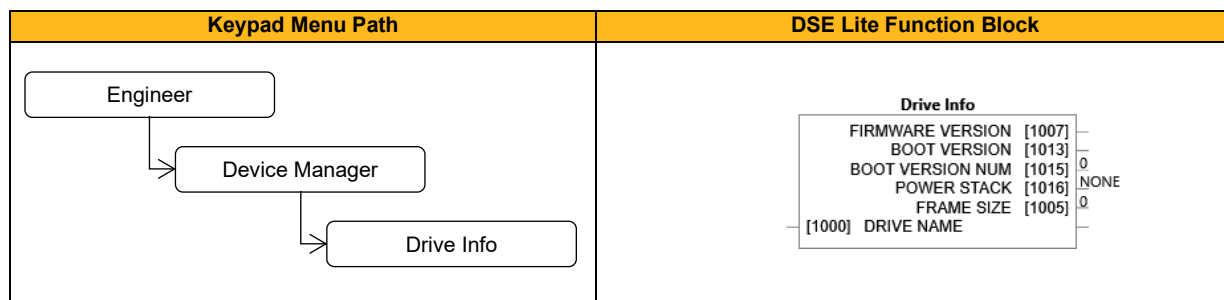 Keypad Menu Path
DSE Lite Function Block
Engineer
Device Manager
Drive Info
Drive Info
FIRMWARE VERSION [1007]
BOOT VERSION [1013]
BOOT VERSION NUM [1015] 0
POWER STACK [1016] NONE
FRAME SIZE [1005] 0
[1000] DRIVE NAME